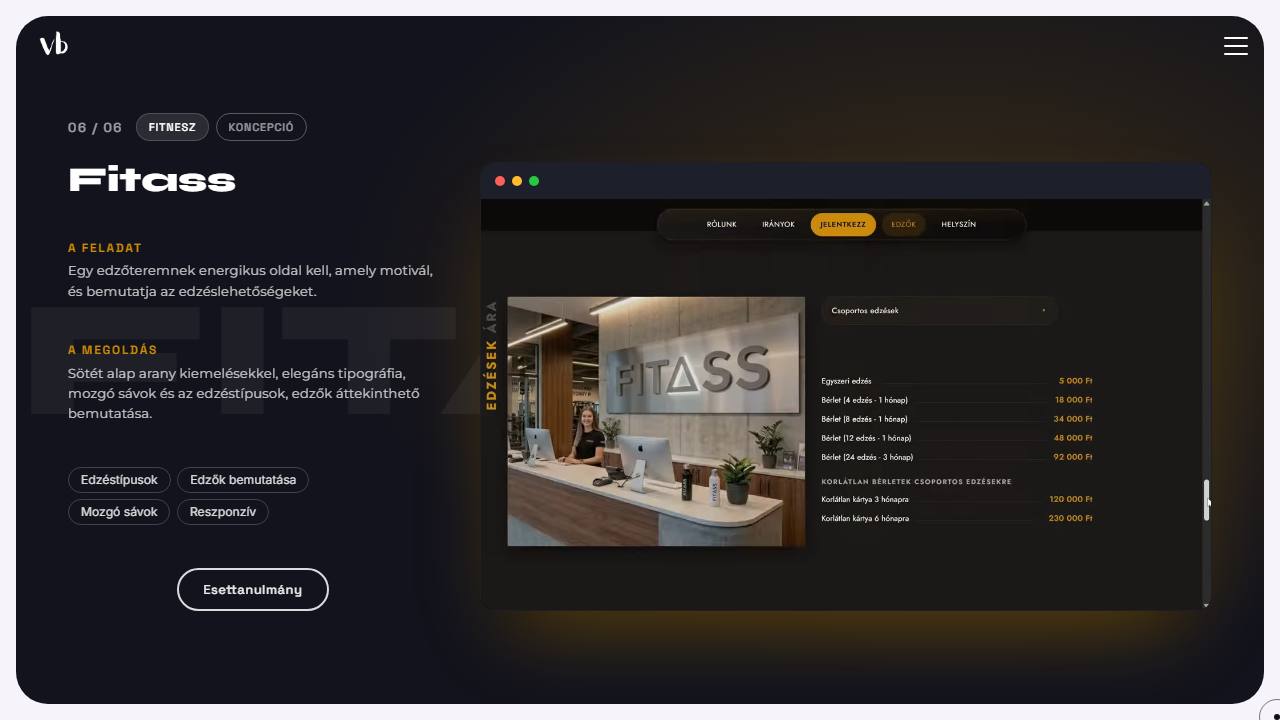 vb
06 / 06
FITNESZ
KONCEPCIÓ
Fitass
A FELADAT
Egy edzőteremnek energikus oldal kell, amely motivál,
és bemutatja az edzéslehetőségeket.
A MEGOLDÁS
Sötét alap arany kiemelésekkel, elegáns tipográfia,
mozgó sávok és az edzéstípusok, edzők áttekinthető
bemutatása.
Edzéstípusok
Edzők bemutatása
Mozgó sávok
Reszponzív
Esettanulmány
FITA
RÓLUNK
IRÁNYOK
JELENTKEZZ
EDZŐK
HELYSZÍN
EDZÉSEK ÁRA
FITASS
FITASS
Csoportos edzések
Egyszeri edzés 5 000 Ft
Bérlet (4 edzés - 1 hónap) 18 000 Ft
Bérlet (8 edzés - 1 hónap) 34 000 Ft
Bérlet (12 edzés - 1 hónap) 48 000 Ft
Bérlet (24 edzés - 3 hónap) 92 000 Ft
KORLÁTLAN BÉRLETEK CSOPORTOS EDZÉSEKRE
Korlátlan kártya 3 hónapra 120 000 Ft
Korlátlan kártya 6 hónapra 230 000 Ft